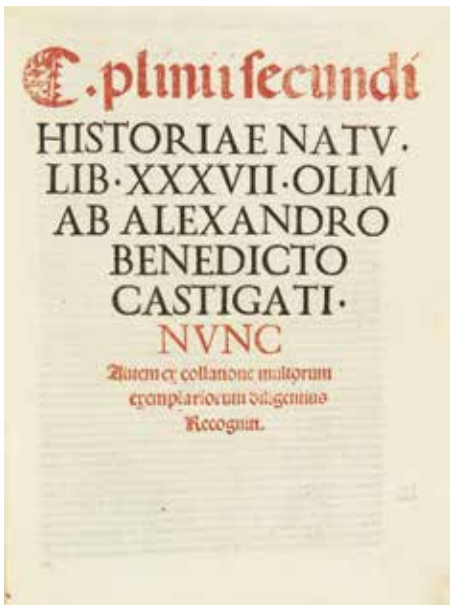 C.plinii secundi
HISTORIAE NATV·
LIB·XXXVII·OLIM
AB ALEXANDRO
BENEDICTO
CASTIGATI·
NVNC
Autem ex collatione multorum
exemplariorum diligentius
Recogniti.